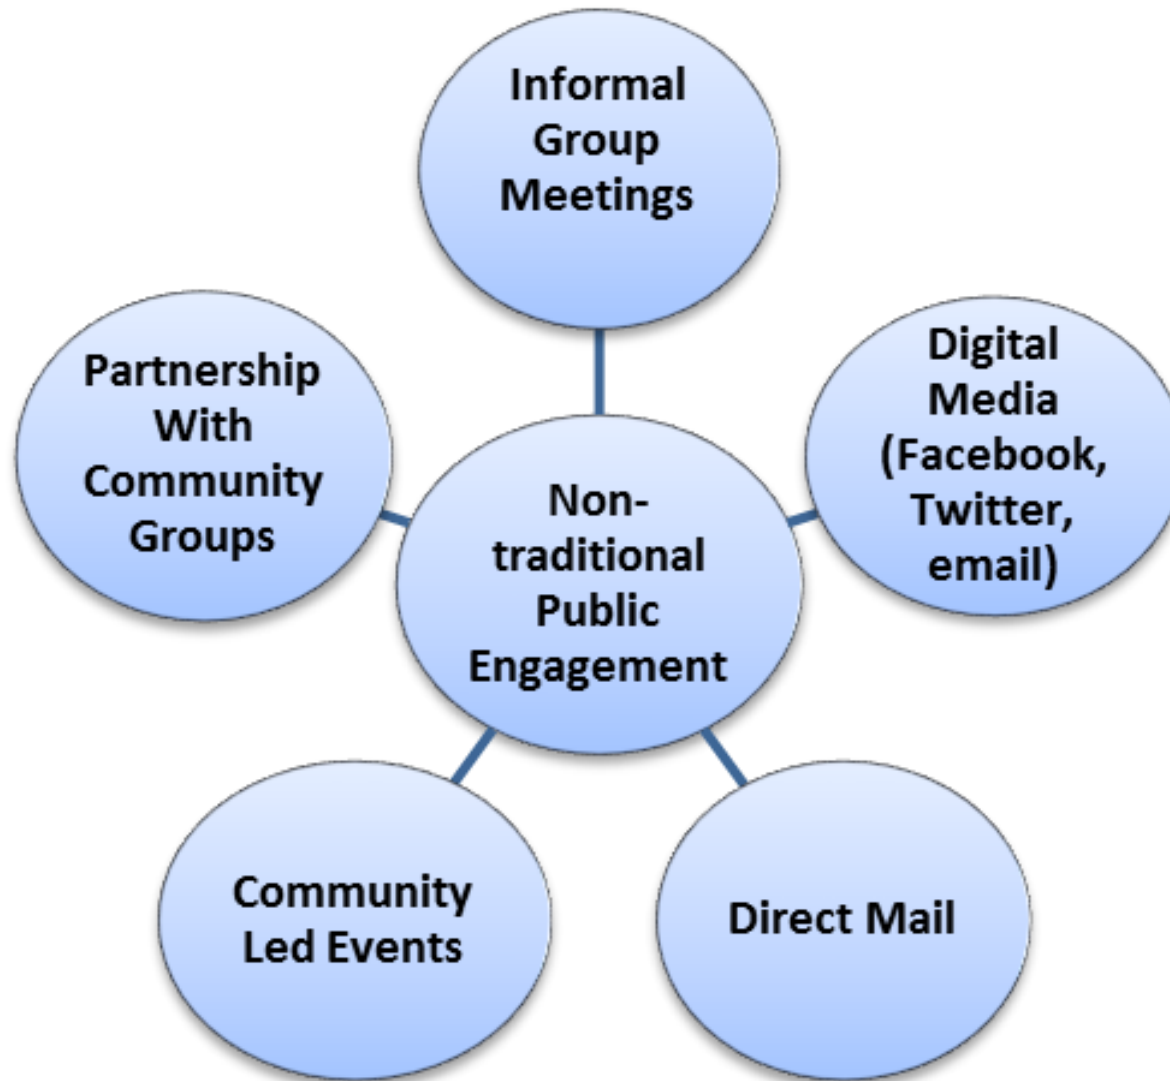 Informal
Group
Meetings
Partnership
With
Community
Groups
Digital
Media
(Facebook,
Twitter,
email)
Non-
traditional
Public
Engagement
Community
Led Events
Direct Mail